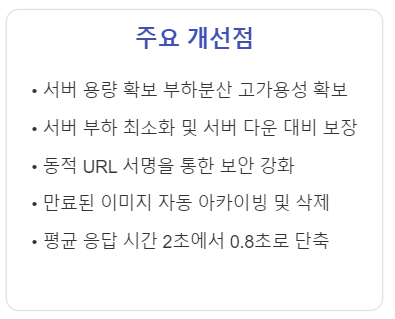 주요 개선점
• 서버 용량 확보 부하분산 고가용성 확보
• 서버 부하 최소화 및 서버 다운 대비 보장
• 동적 URL 서명을 통한 보안 강화
• 만료된 이미지 자동 아카이빙 및 삭제
• 평균 응답 시간 2초에서 0.8초로 단축